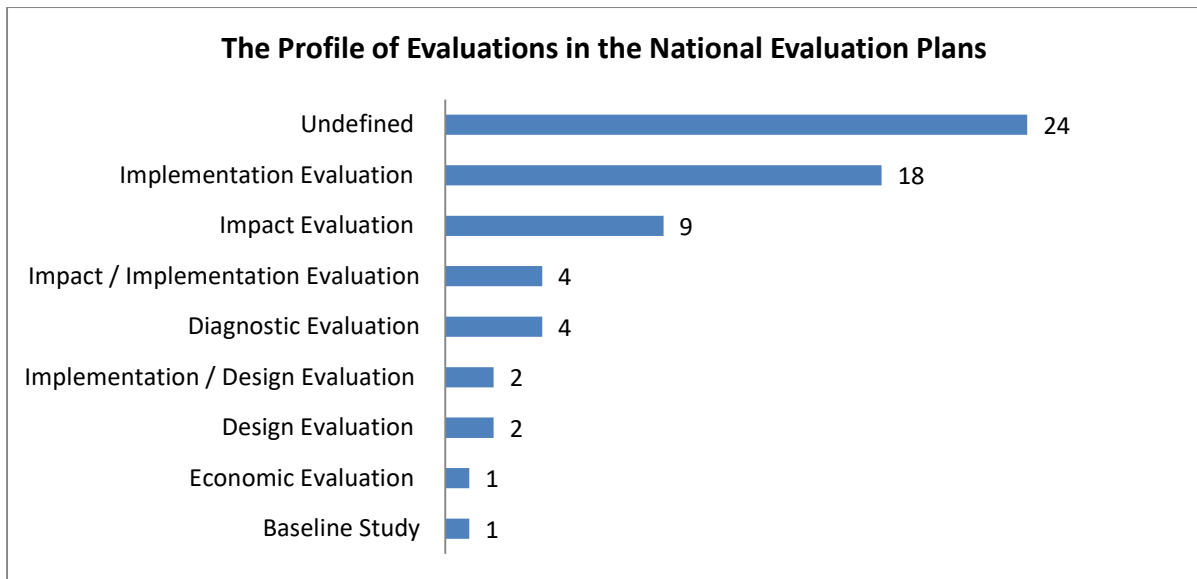 The Profile of Evaluations in the National Evaluation Plans
Undefined 24
Implementation Evaluation 18
Impact Evaluation 9
Impact / Implementation Evaluation 4
Diagnostic Evaluation 4
Implementation / Design Evaluation 2
Design Evaluation 2
Economic Evaluation 1
Baseline Study 1